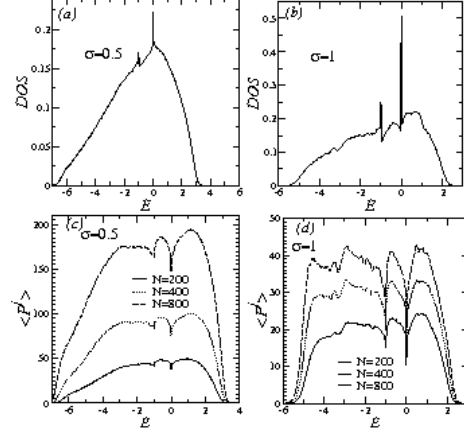 (a)
σ=0.5
DOS
0.2
0.15
0.1
0.05
0
-6 -4 -2 0 2 4 6
E
(b)
σ=1
DOS
0.5
0.4
0.3
0.2
0.1
0
-6 -4 -2 0 2 4
E
(c)
σ=0.5
<P^j>
200
150
100
50
0
N=200
N=400
N=800
-6 -4 -2 0 2 4
E
(d)
σ=1
<P^j>
50
40
30
20
10
0
N=200
N=400
N=800
-6 -4 -2 0 2
E